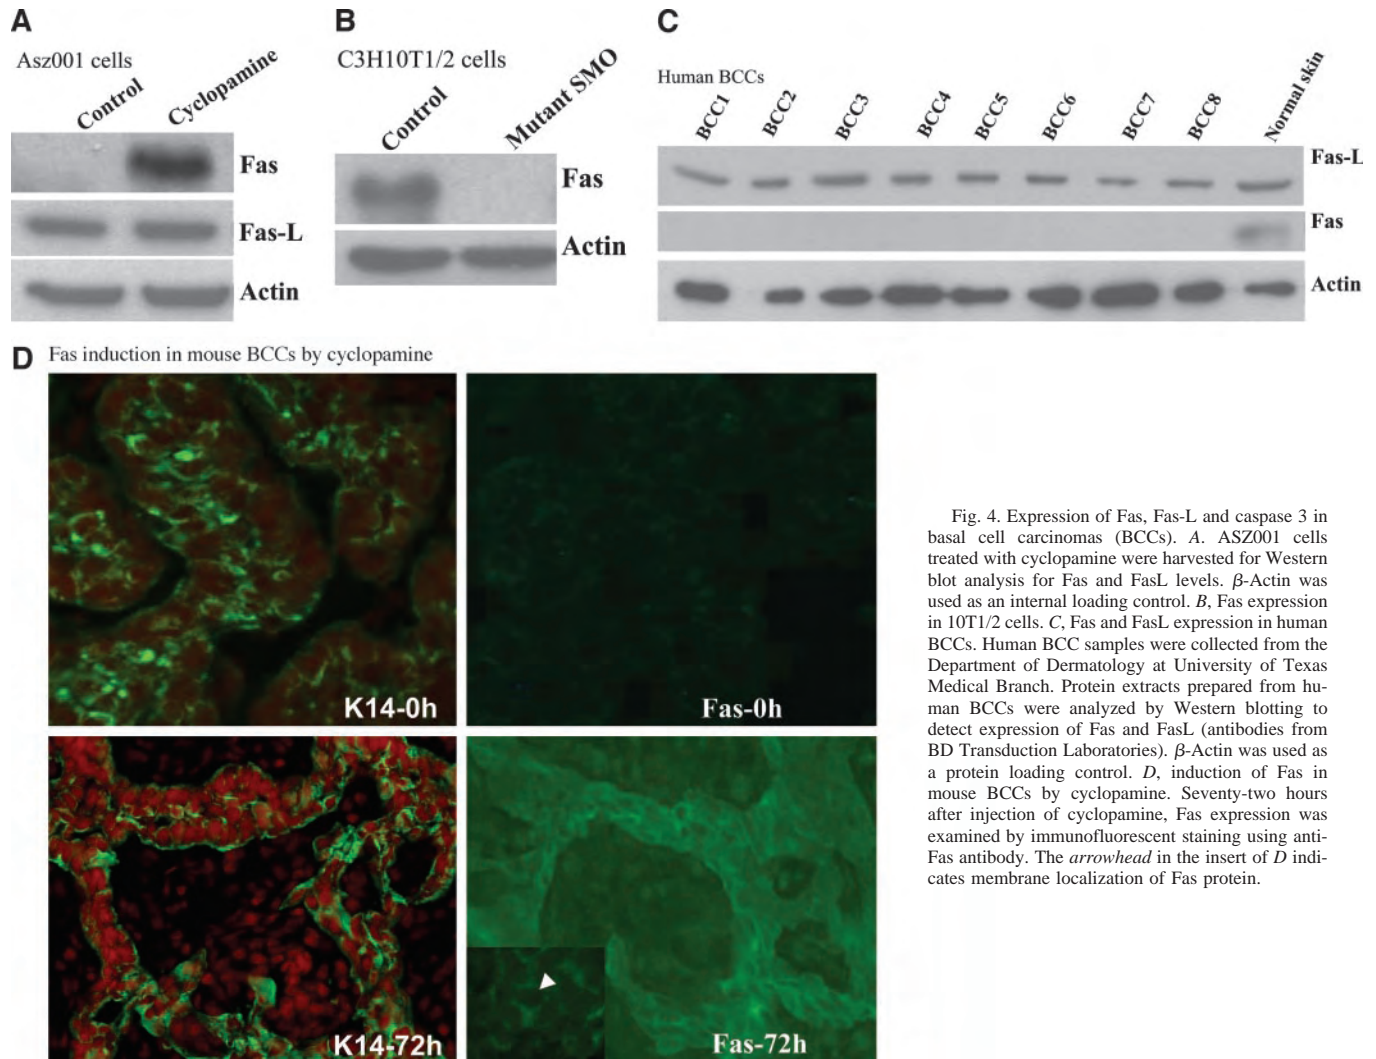 A
Asz001 cells
Control
Cyclopamine
Fas
Fas-L
Actin
B
C3H10T1/2 cells
Control
Mutant SMO
Fas
Actin
C
Human BCCs
BCC1
BCC2
BCC3
BCC4
BCC5
BCC6
BCC7
BCC8
Normal skin
Fas-L
Fas
Actin
D Fas induction in mouse BCCs by cyclopamine
K14-0h
Fas-0h
K14-72h
Fas-72h
Fig. 4. Expression of Fas, Fas-L and caspase 3 in
basal cell carcinomas (BCCs). A. ASZ001 cells
treated with cyclopamine were harvested for Western
blot analysis for Fas and FasL levels. β-Actin was
used as an internal loading control. B, Fas expression
in 10T1/2 cells. C, Fas and FasL expression in human
BCCs. Human BCC samples were collected from the
Department of Dermatology at University of Texas
Medical Branch. Protein extracts prepared from hu-
man BCCs were analyzed by Western blotting to
detect expression of Fas and FasL (antibodies from
BD Transduction Laboratories). β-Actin was used as
a protein loading control. D, induction of Fas in
mouse BCCs by cyclopamine. Seventy-two hours
after injection of cyclopamine, Fas expression was
examined by immunofluorescent staining using anti-
Fas antibody. The arrowhead in the insert of D indi-
cates membrane localization of Fas protein.